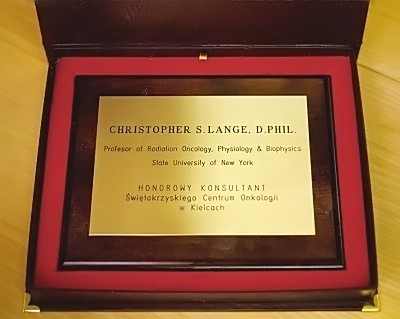 CHRISTOPHER S. LANGE, D.PHIL.
Profesor of Radiation Oncology, Physiology & Biophysics
State University of New York
HONOROWY KONSULTANT
Świętokrzyskiego Centrum Onkologii
w Kielcach